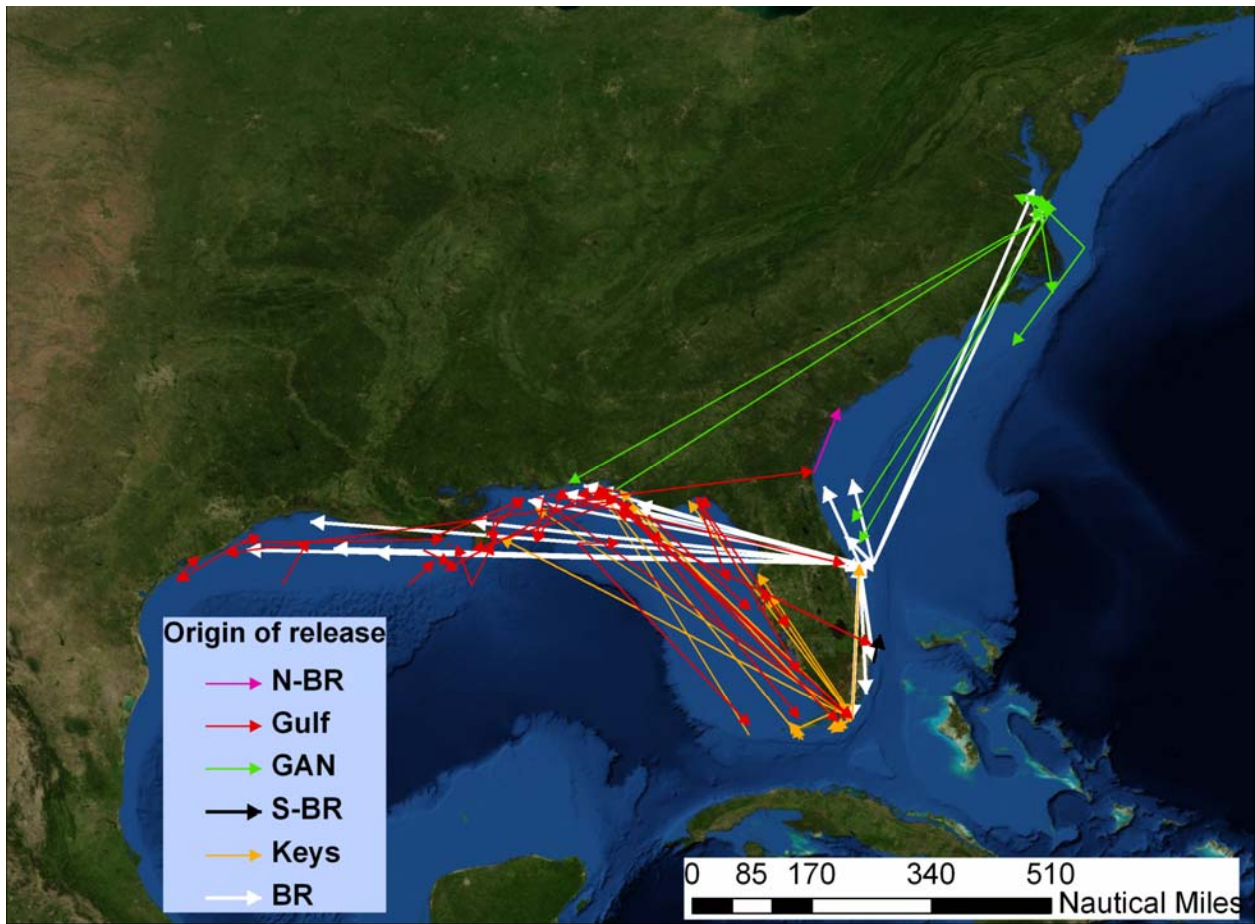 Origin of release
N-BR
Gulf
GAN
S-BR
Keys
BR
0 85 170 340 510
Nautical Miles